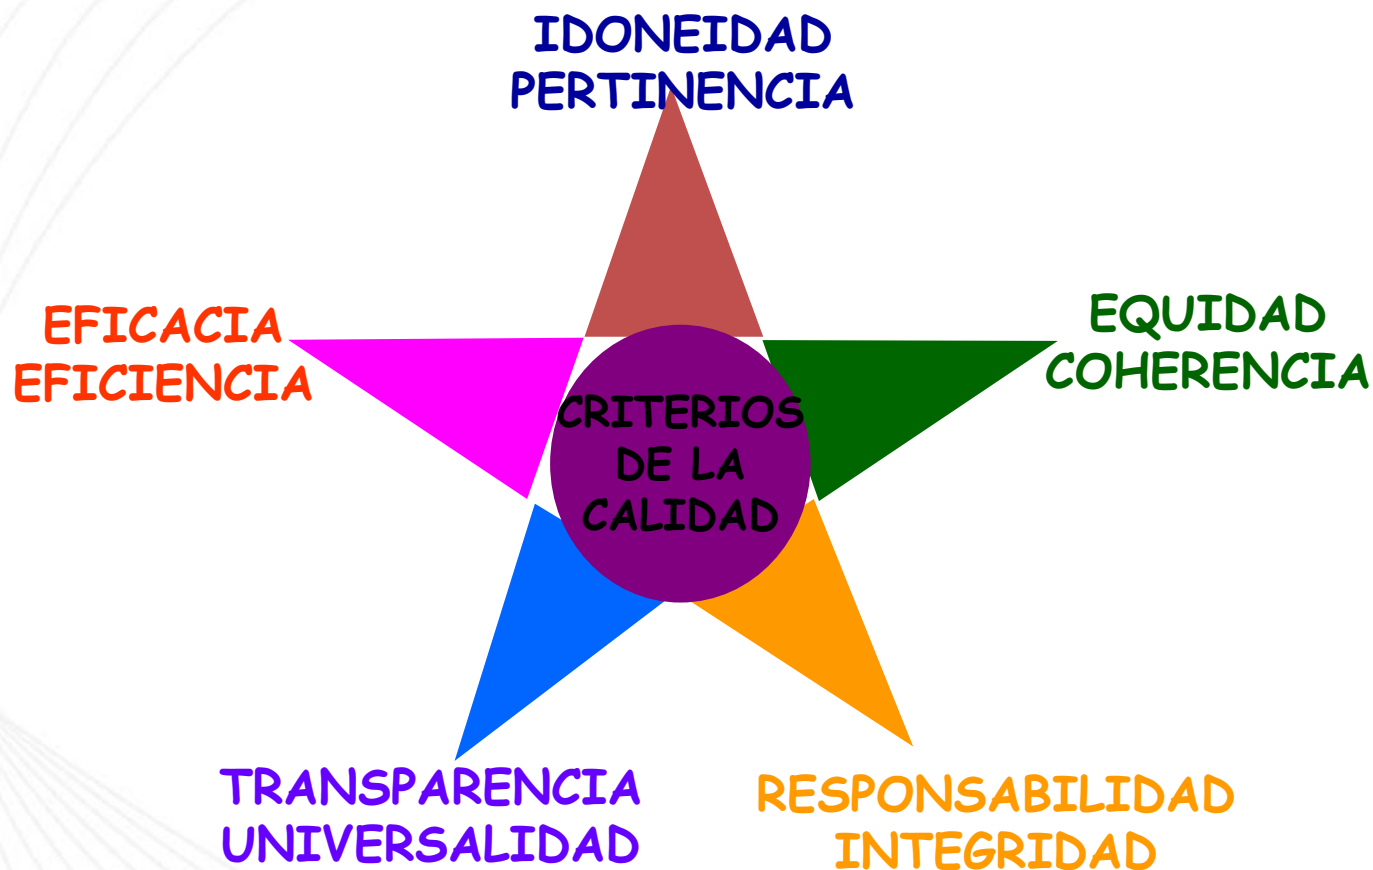 IDONEIDAD
PERTINENCIA
EFICACIA
EFICIENCIA
EQUIDAD
COHERENCIA
CRITERIOS
DE LA
CALIDAD
TRANSPARENCIA
UNIVERSALIDAD
RESPONSABILIDAD
INTEGRIDAD